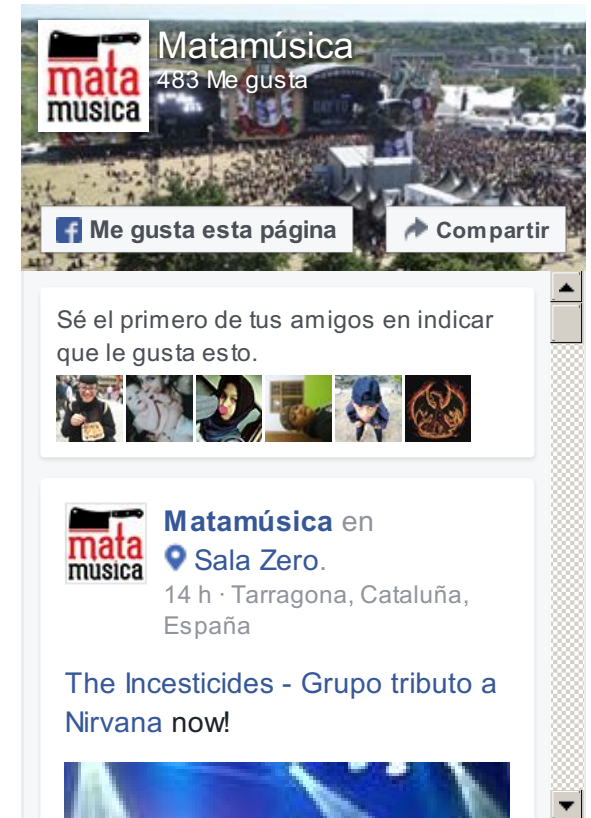 mata
musica
Matamúsica
483 Me gusta
Me gusta esta página
Compartir
Sé el primero de tus amigos en indicar
que le gusta esto.
mata
musica
Matamúsica en
Sala Zero.
14 h · Tarragona, Cataluña,
España
The Incesticides - Grupo tributo a
Nirvana now!